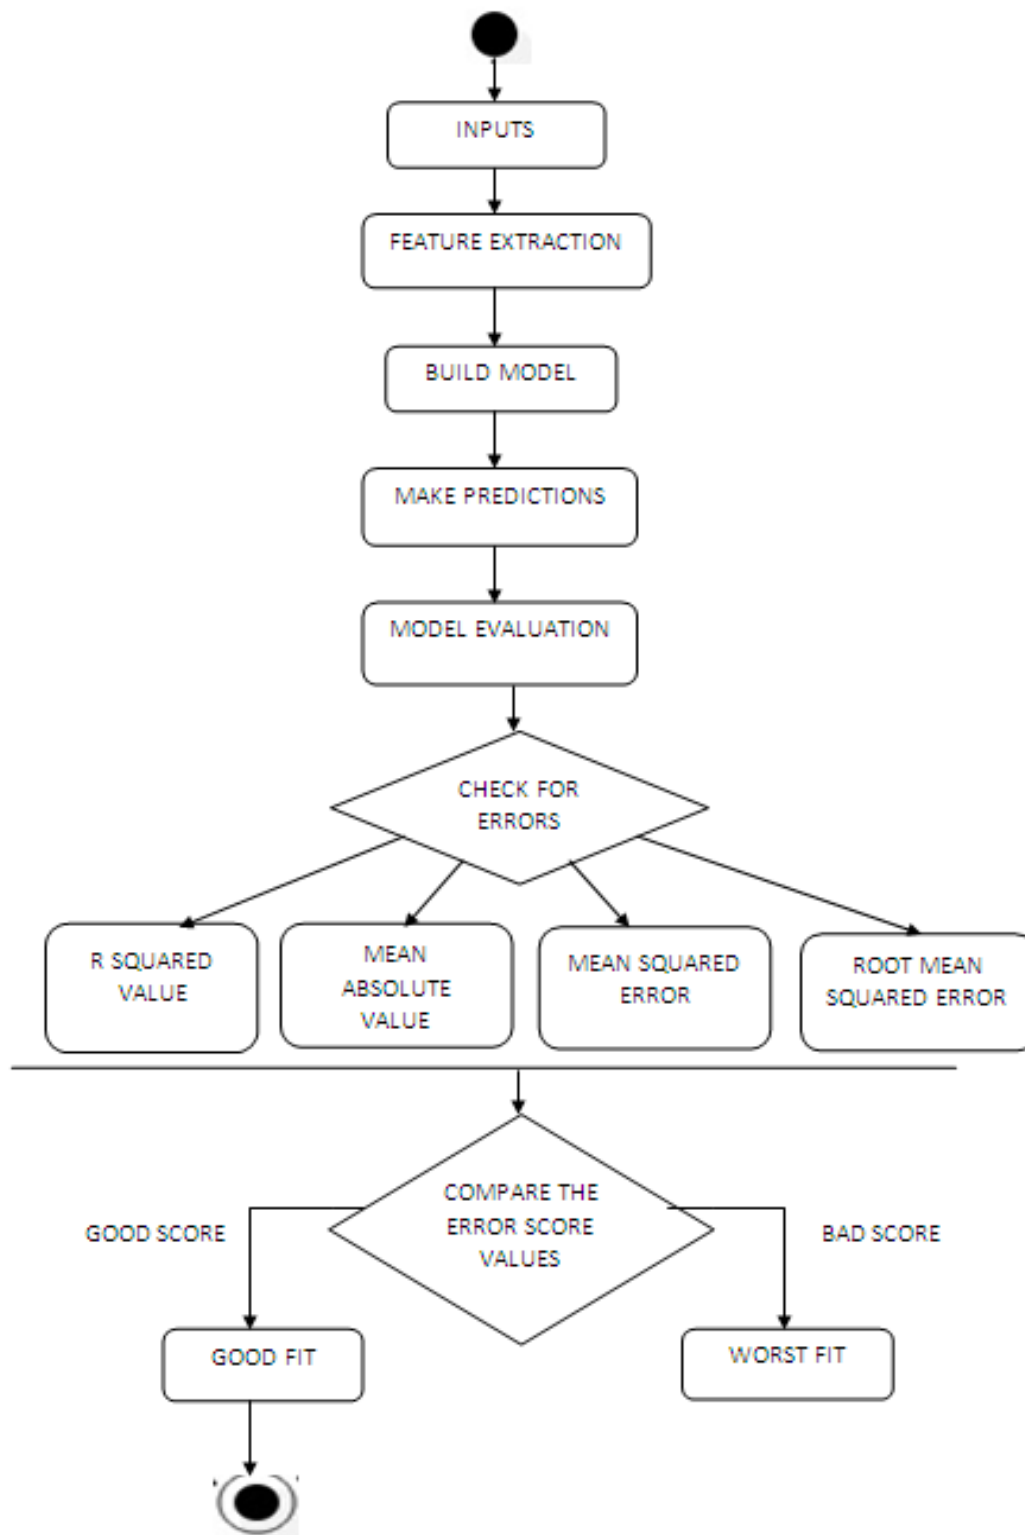 INPUTS
FEATURE EXTRACTION
BUILD MODEL
MAKE PREDICTIONS
MODEL EVALUATION
CHECK FOR
ERRORS
R SQUARED
VALUE
MEAN
ABSOLUTE
VALUE
MEAN SQUARED
ERROR
ROOT MEAN
SQUARED ERROR
COMPARE THE
ERROR SCORE
VALUES
GOOD SCORE
BAD SCORE
GOOD FIT
WORST FIT